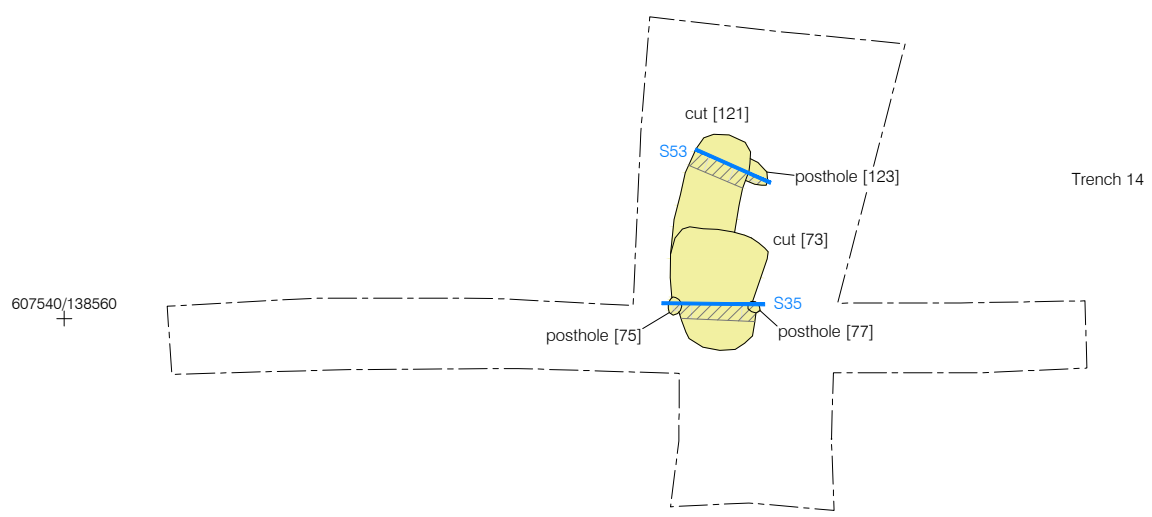 cut [121]
S53
posthole [123]
Trench 14
cut [73]
607540/138560
S35
posthole [75]
posthole [77]